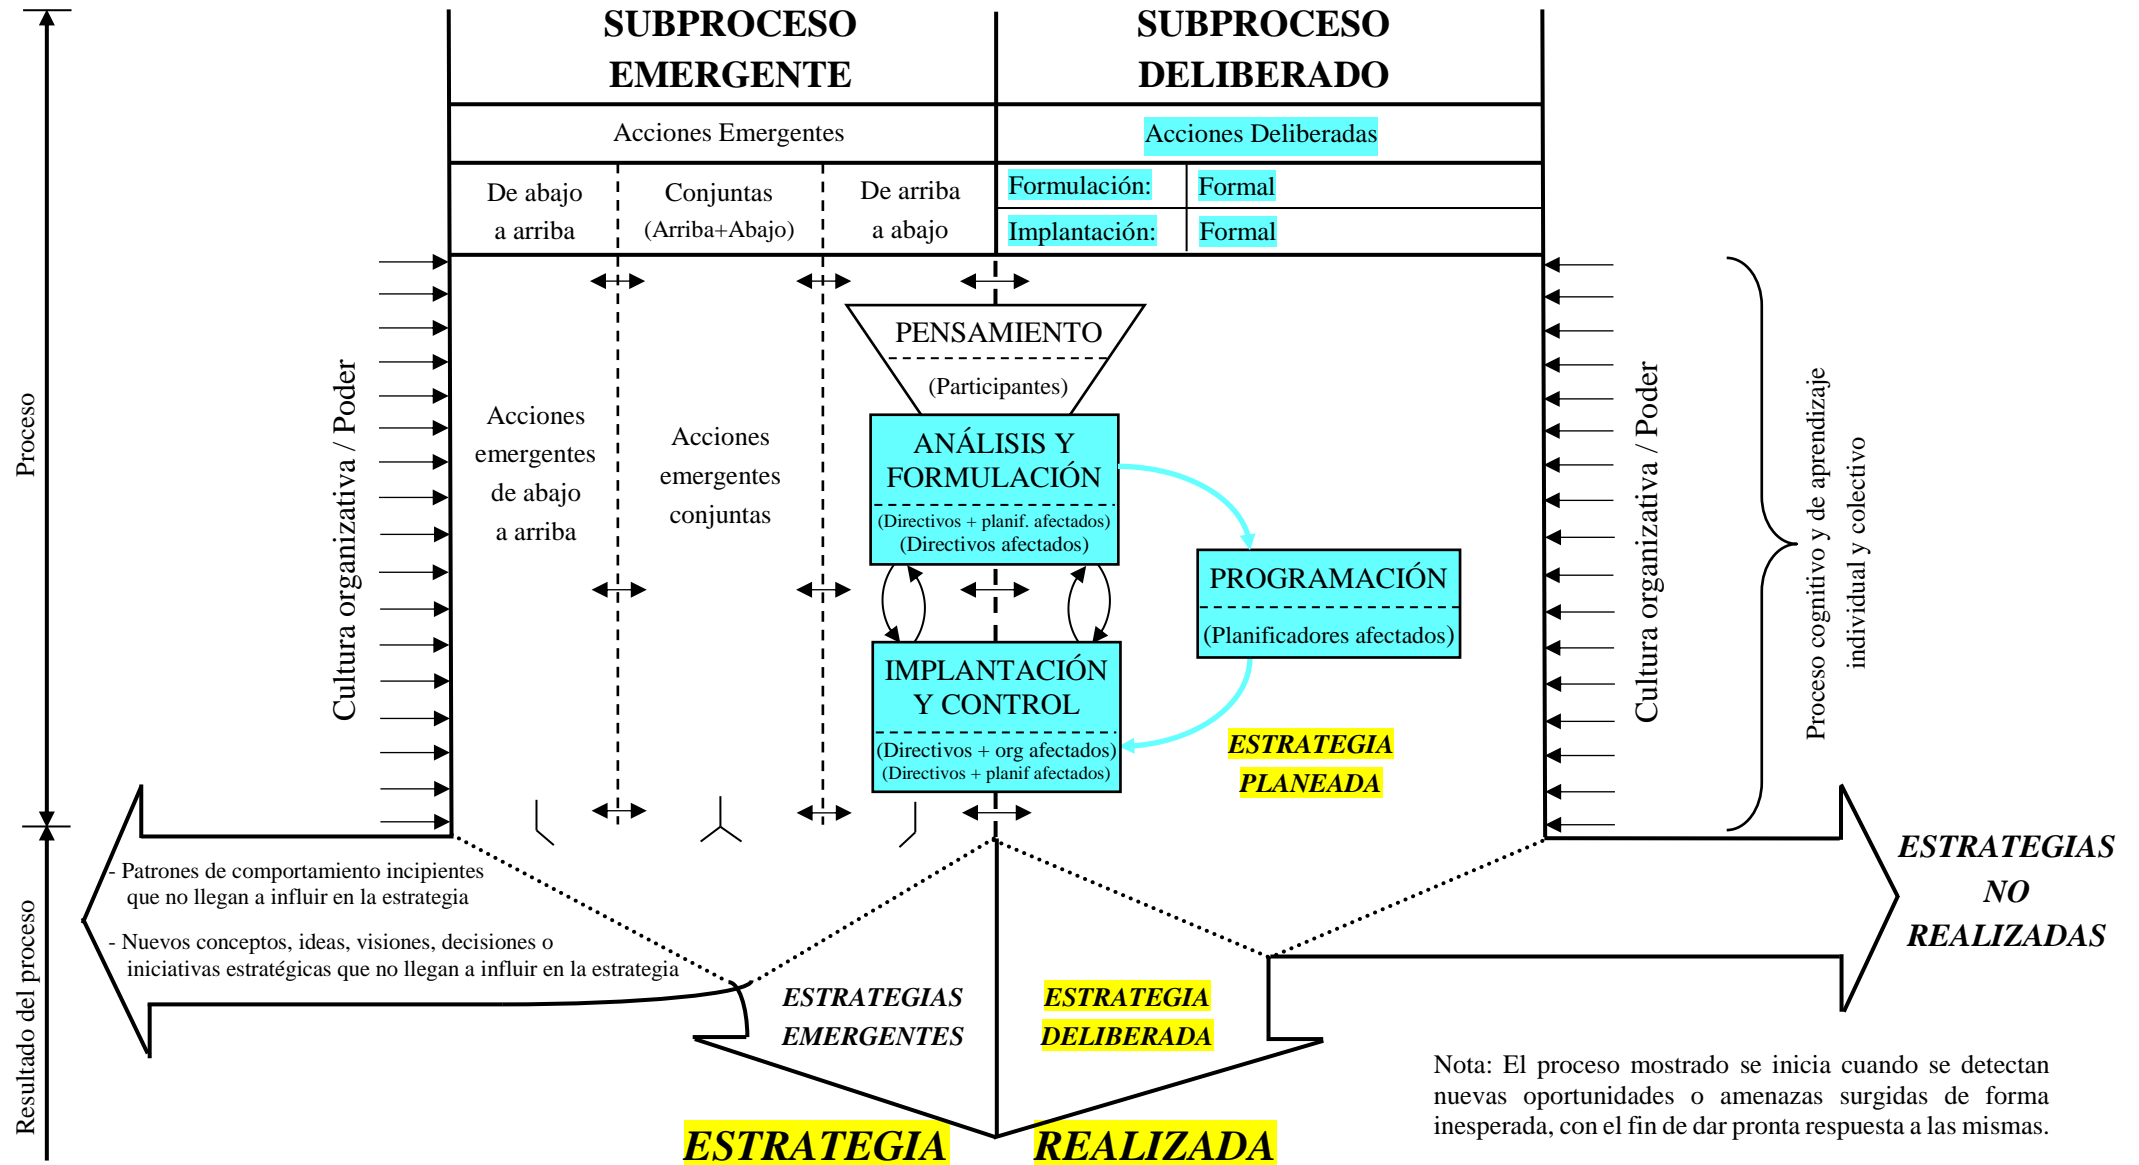 SUBPROCESO
EMERGENTE
SUBPROCESO
DELIBERADO
Acciones Emergentes
Acciones Deliberadas
De abajo
a arriba
Conjuntas
(Arriba+Abajo)
De arriba
a abajo
Formulación:
Formal
Implantación:
Formal
Proceso
Cultura organizativa / Poder
Acciones
emergentes
de abajo
a arriba
Acciones
emergentes
conjuntas
PENSAMIENTO
(Participantes)
ANÁLISIS Y
FORMULACIÓN
(Directivos + planif. afectados)
(Directivos afectados)
PROGRAMACIÓN
(Planificadores afectados)
IMPLANTACIÓN
Y CONTROL
(Directivos + org afectados)
(Directivos + planif afectados)
ESTRATEGIA
PLANEADA
Cultura organizativa / Poder
Proceso cognitivo y de aprendizaje
individual y colectivo
Resultado del proceso
- Patrones de comportamiento incipientes
que no llegan a influir en la estrategia
- Nuevos conceptos, ideas, visiones, decisiones o
iniciativas estratégicas que no llegan a influir en la estrategia
ESTRATEGIAS
EMERGENTES
ESTRATEGIA
DELIBERADA
ESTRATEGIAS
NO
REALIZADAS
ESTRATEGIA REALIZADA
Nota: El proceso mostrado se inicia cuando se detectan
nuevas oportunidades o amenazas surgidas de forma
inesperada, con el fin de dar pronta respuesta a las mismas.